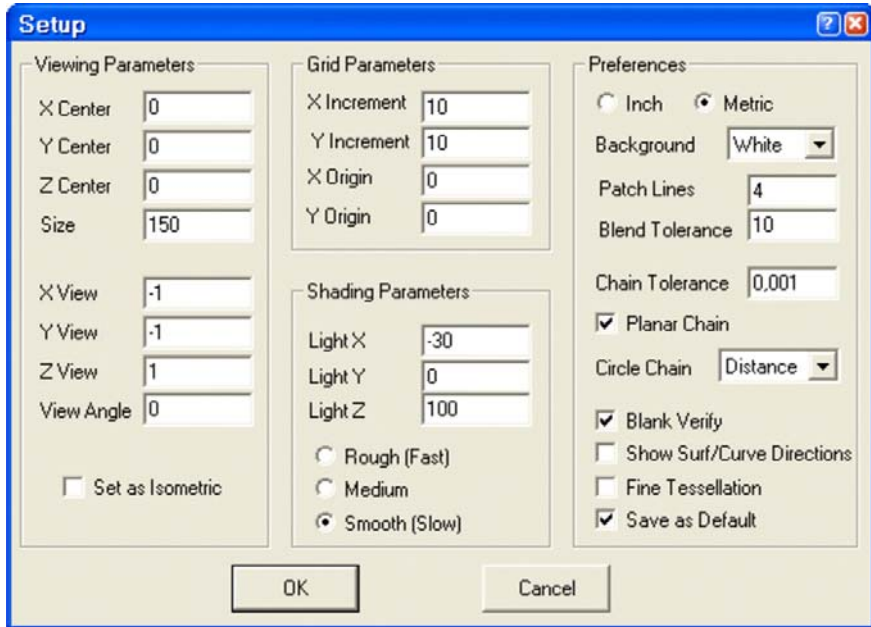 Setup
Viewing Parameters
X Center 0
Y Center 0
Z Center 0
Size 150
X View -1
Y View -1
Z View 1
View Angle 0
Set as Isometric
Grid Parameters
X Increment 10
Y Increment 10
X Origin 0
Y Origin 0
Shading Parameters
Light X -30
Light Y 0
Light Z 100
Rough (Fast)
Medium
Smooth (Slow)
Preferences
Inch Metric
Background White
Patch Lines 4
Blend Tolerance 10
Chain Tolerance 0,001
Planar Chain
Circle Chain Distance
Blank Verify
Show Surf/Curve Directions
Fine Tessellation
Save as Default
OK Cancel